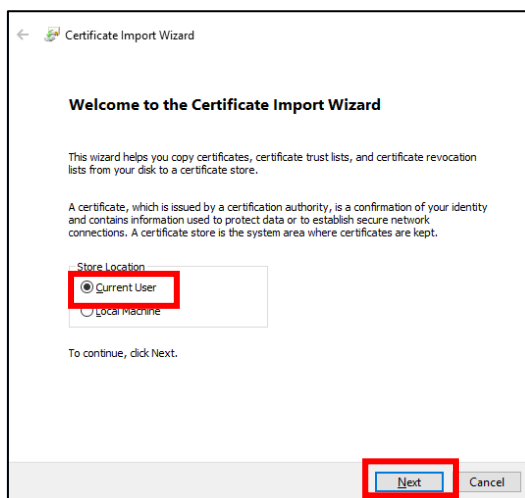 Certificate Import Wizard
Welcome to the Certificate Import Wizard
This wizard helps you copy certificates, certificate trust lists, and certificate revocation
lists from your disk to a certificate store.
A certificate, which is issued by a certification authority, is a confirmation of your identity
and contains information used to protect data or to establish secure network
connections. A certificate store is the system area where certificates are kept.
Store Location
Current User
Local Machine
To continue, click Next.
Next Cancel